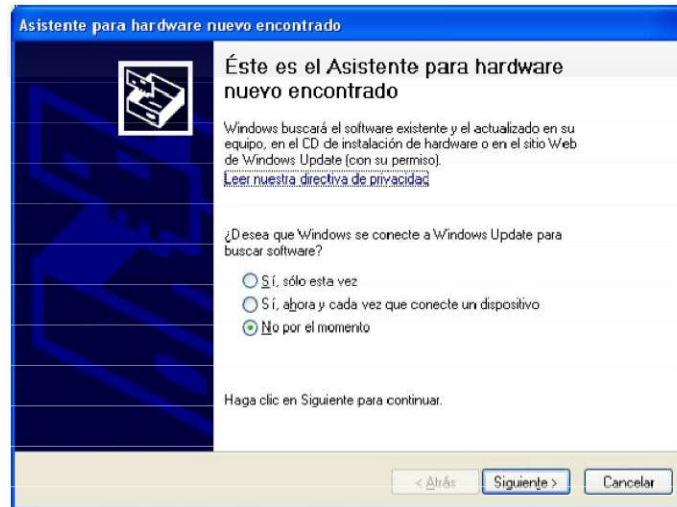 Asistente para hardware nuevo encontrado
Éste es el Asistente para hardware
nuevo encontrado
Windows buscará el software existente y el actualizado en su
equipo, en el CD de instalación de hardware o en el sitio Web
de Windows Update (con su permiso).
Leer nuestra directiva de privacidad
¿Desea que Windows se conecte a Windows Update para
buscar software?
Sí, sólo esta vez
Sí, ahora y cada vez que conecte un dispositivo
No por el momento
Haga clic en Siguiente para continuar.
< Atrás
Siguiente >
Cancelar